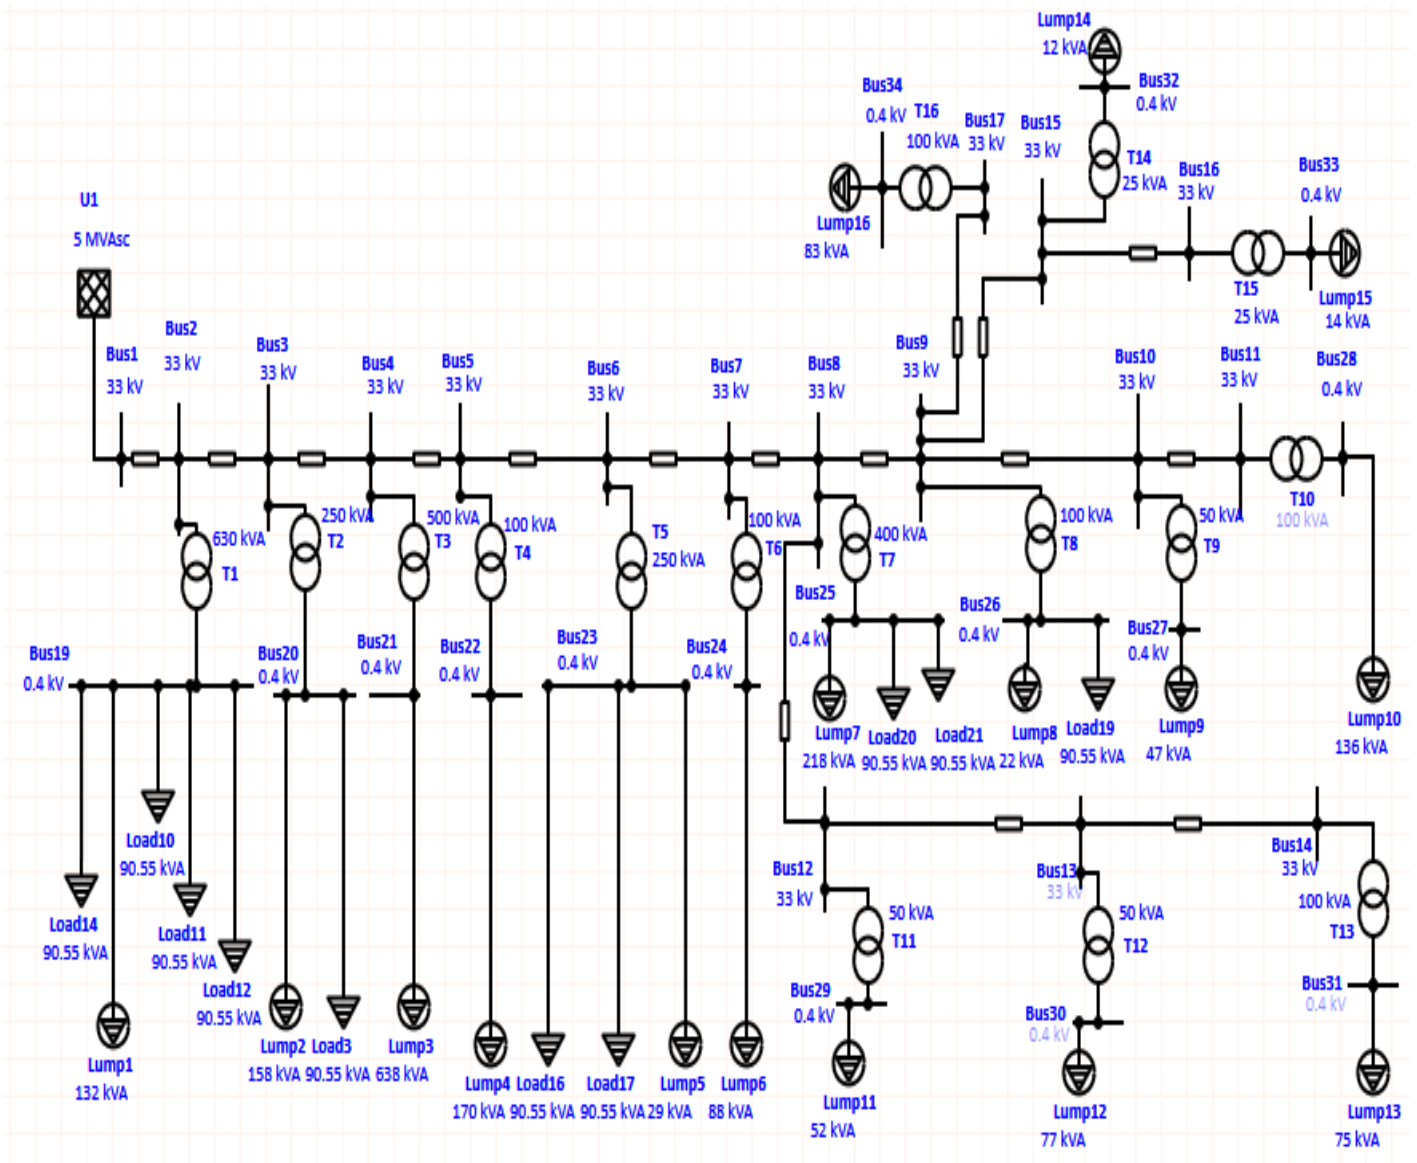 Lump14
12 kVA
Bus32
0.4 kV
T14
25 kVA
Bus34
0.4 kV
T16
100 kVA
Bus17
33 kV
Bus15
33 kV
Bus16
33 kV
Bus33
0.4 kV
Lump16
83 kVA
T15
25 kVA
Lump15
14 kVA
U1
5 MVAsc
Bus1
33 kV
Bus2
33 kV
Bus3
33 kV
Bus4
33 kV
Bus5
33 kV
Bus6
33 kV
Bus7
33 kV
Bus8
33 kV
Bus9
33 kV
Bus10
33 kV
Bus11
33 kV
Bus28
0.4 kV
630 kVA
T1
250 kVA
T2
500 kVA
T3
100 kVA
T4
T5
250 kVA
100 kVA
T6
400 kVA
T7
100 kVA
T8
50 kVA
T9
T10
100 kVA
Bus19
0.4 kV
Bus20
0.4 kV
Bus21
0.4 kV
Bus22
0.4 kV
Bus23
0.4 kV
Bus24
0.4 kV
Bus25
0.4 kV
Bus26
0.4 kV
Bus27
0.4 kV
Lump7
218 kVA
Load20
90.55 kVA
Load21
90.55 kVA
Lump8
22 kVA
Load19
90.55 kVA
Lump9
47 kVA
Lump10
136 kVA
Load10
90.55 kVA
Load14
90.55 kVA
Load11
90.55 kVA
Load12
90.55 kVA
Lump1
132 kVA
Lump2
158 kVA
Load3
90.55 kVA
Lump3
638 kVA
Lump4
170 kVA
Load16
90.55 kVA
Load17
90.55 kVA
Lump5
29 kVA
Lump6
88 kVA
Bus12
33 kV
50 kVA
T11
Bus29
0.4 kV
Lump11
52 kVA
Bus13
33 kV
50 kVA
T12
Bus30
0.4 kV
Lump12
77 kVA
Bus14
33 kV
100 kVA
T13
Bus31
0.4 kV
Lump13
75 kVA